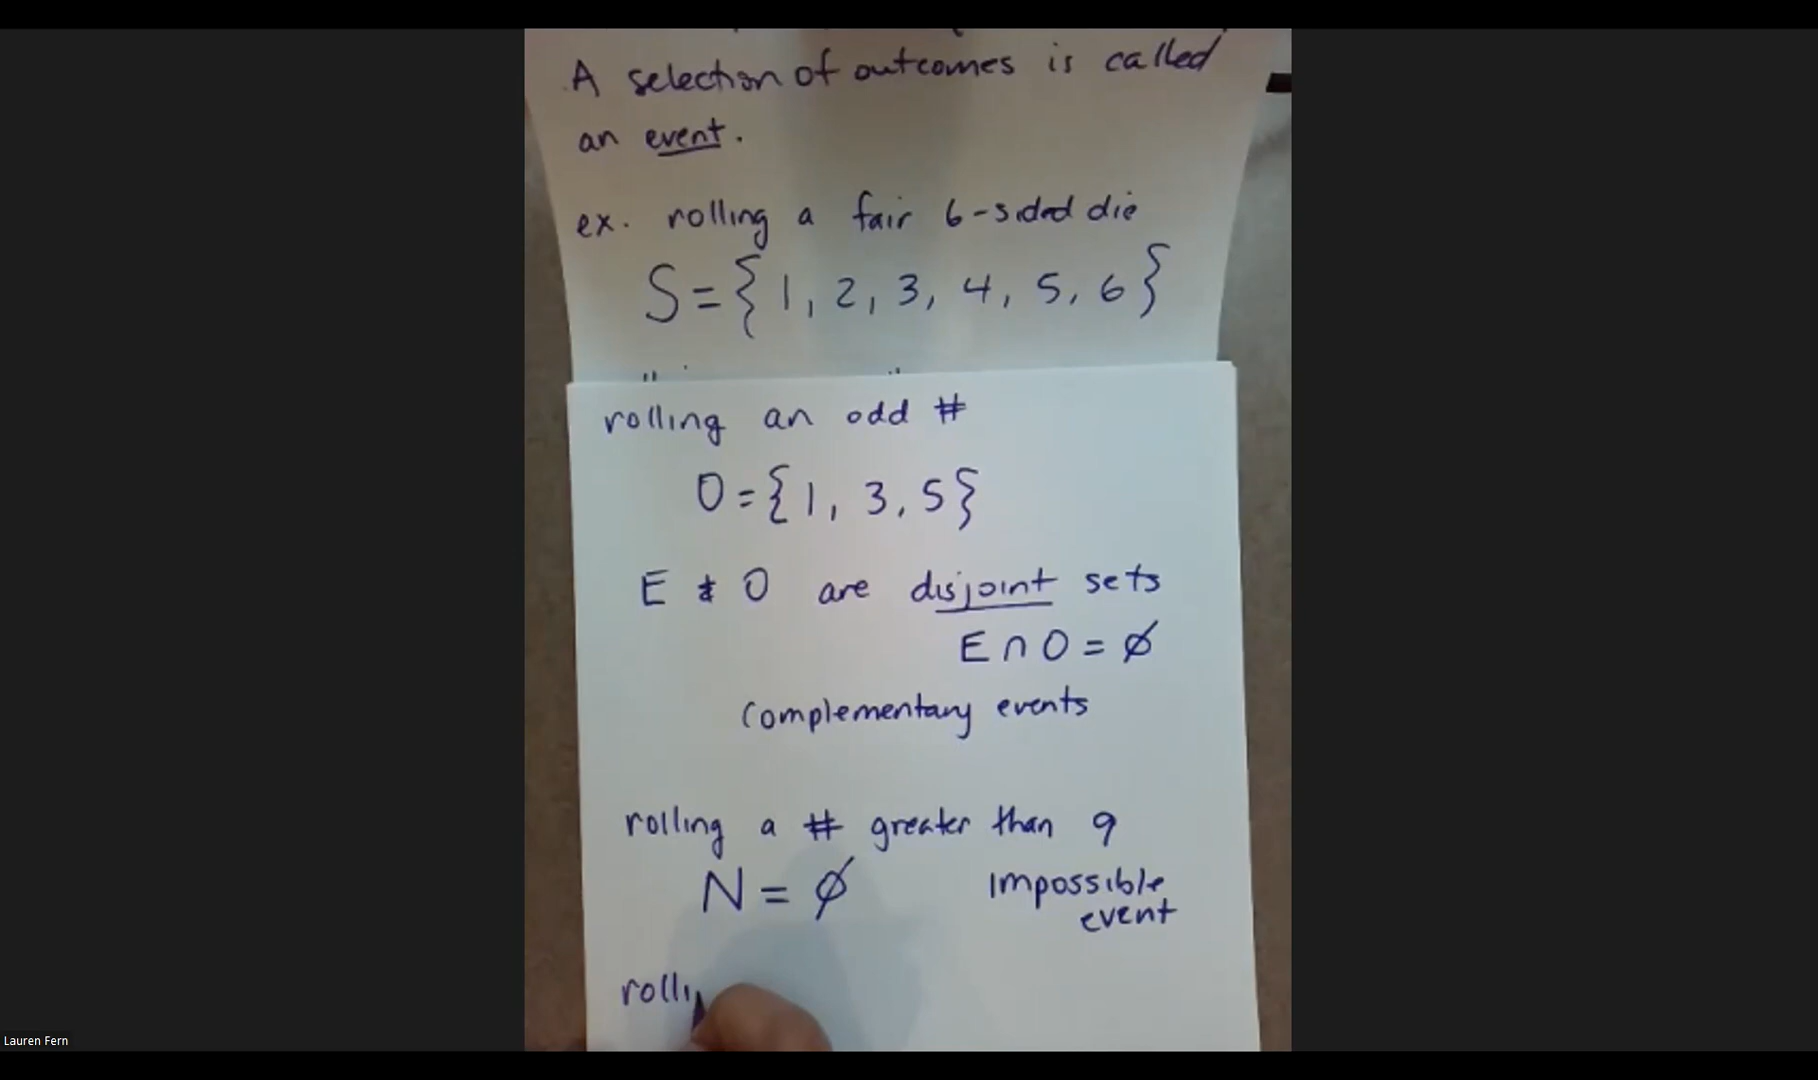 A selection of outcomes is called
an event.
ex. rolling a fair 6-sided die
S = { 1, 2, 3, 4, 5, 6 }
rolling an odd #
O = { 1, 3, 5 }
E & O are disjoint sets
E ∩ O = ∅
complementary events
rolling a # greater than 9
N = ∅
impossible
event
rolli
Lauren Fern